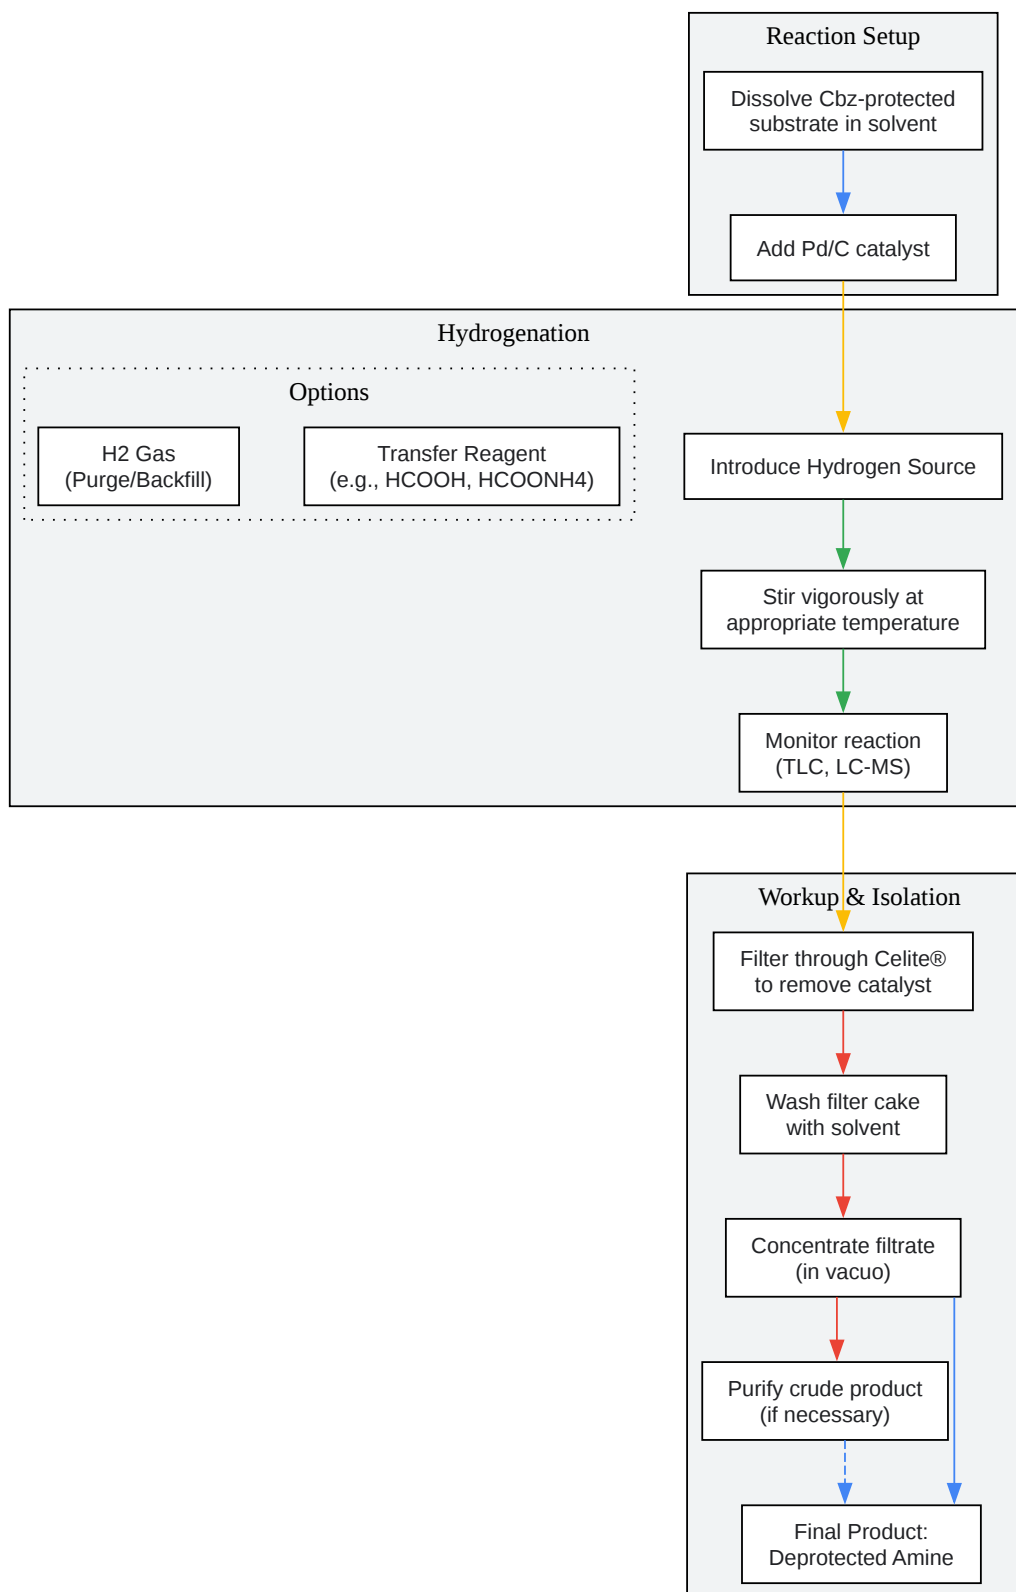 Reaction Setup
Dissolve Cbz-protected
substrate in solvent
Add Pd/C catalyst
Hydrogenation
Options
H2 Gas
(Purge/Backfill)
Transfer Reagent
(e.g., HCOOH, HCOONH4)
Introduce Hydrogen Source
Stir vigorously at
appropriate temperature
Monitor reaction
(TLC, LC-MS)
Workup & Isolation
Filter through Celite®
to remove catalyst
Wash filter cake
with solvent
Concentrate filtrate
(in vacuo)
Purify crude product
(if necessary)
Final Product:
Deprotected Amine